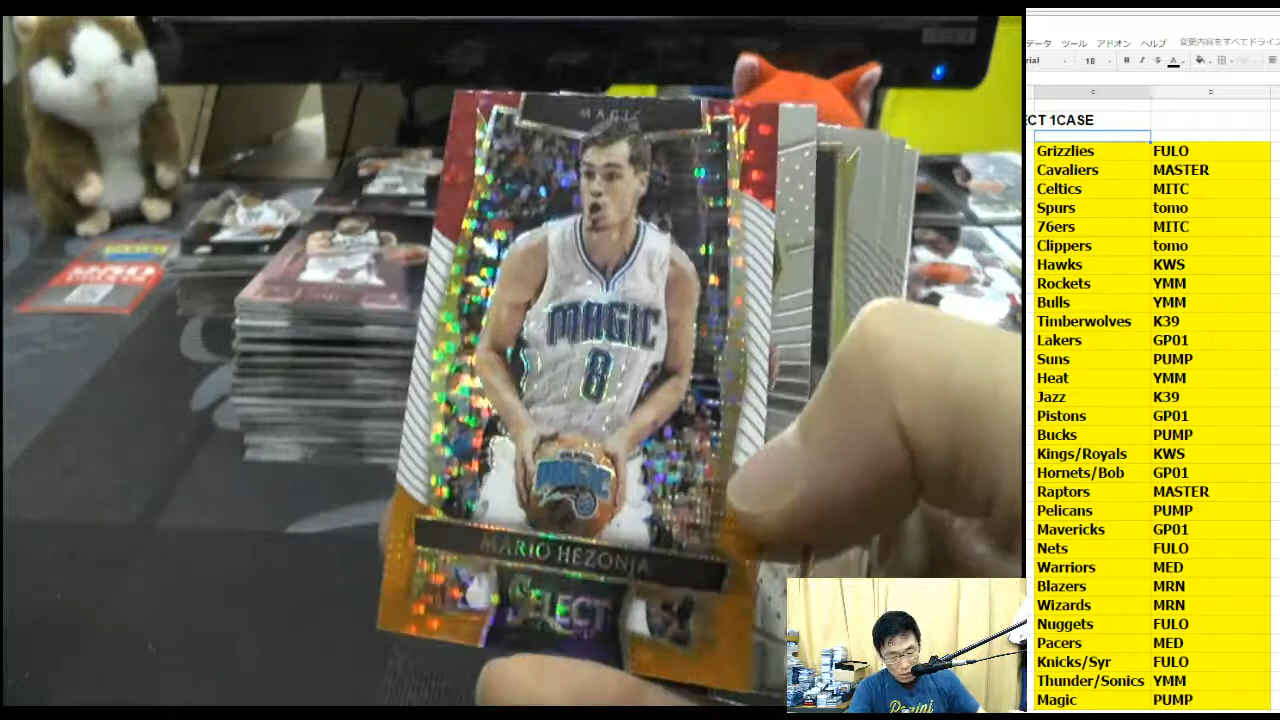 MAGIC
MAGIC
8
MAGIC
MARIO HEZONJA
SELECT
Panini
データ ツール アドオン ヘルプ 変更内容をすべてドライ
rial 18 B I S A
C D
ECT 1CASE
Grizzlies FULO
Cavaliers MASTER
Celtics MITC
Spurs tomo
76ers MITC
Clippers tomo
Hawks KWS
Rockets YMM
Bulls YMM
Timberwolves K39
Lakers GP01
Suns PUMP
Heat YMM
Jazz K39
Pistons GP01
Bucks PUMP
Kings/Royals KWS
Hornets/Bob GP01
Raptors MASTER
Pelicans PUMP
Mavericks GP01
Nets FULO
Warriors MED
Blazers MRN
Wizards MRN
Nuggets FULO
Pacers MED
Knicks/Syr FULO
Thunder/Sonics YMM
Magic PUMP